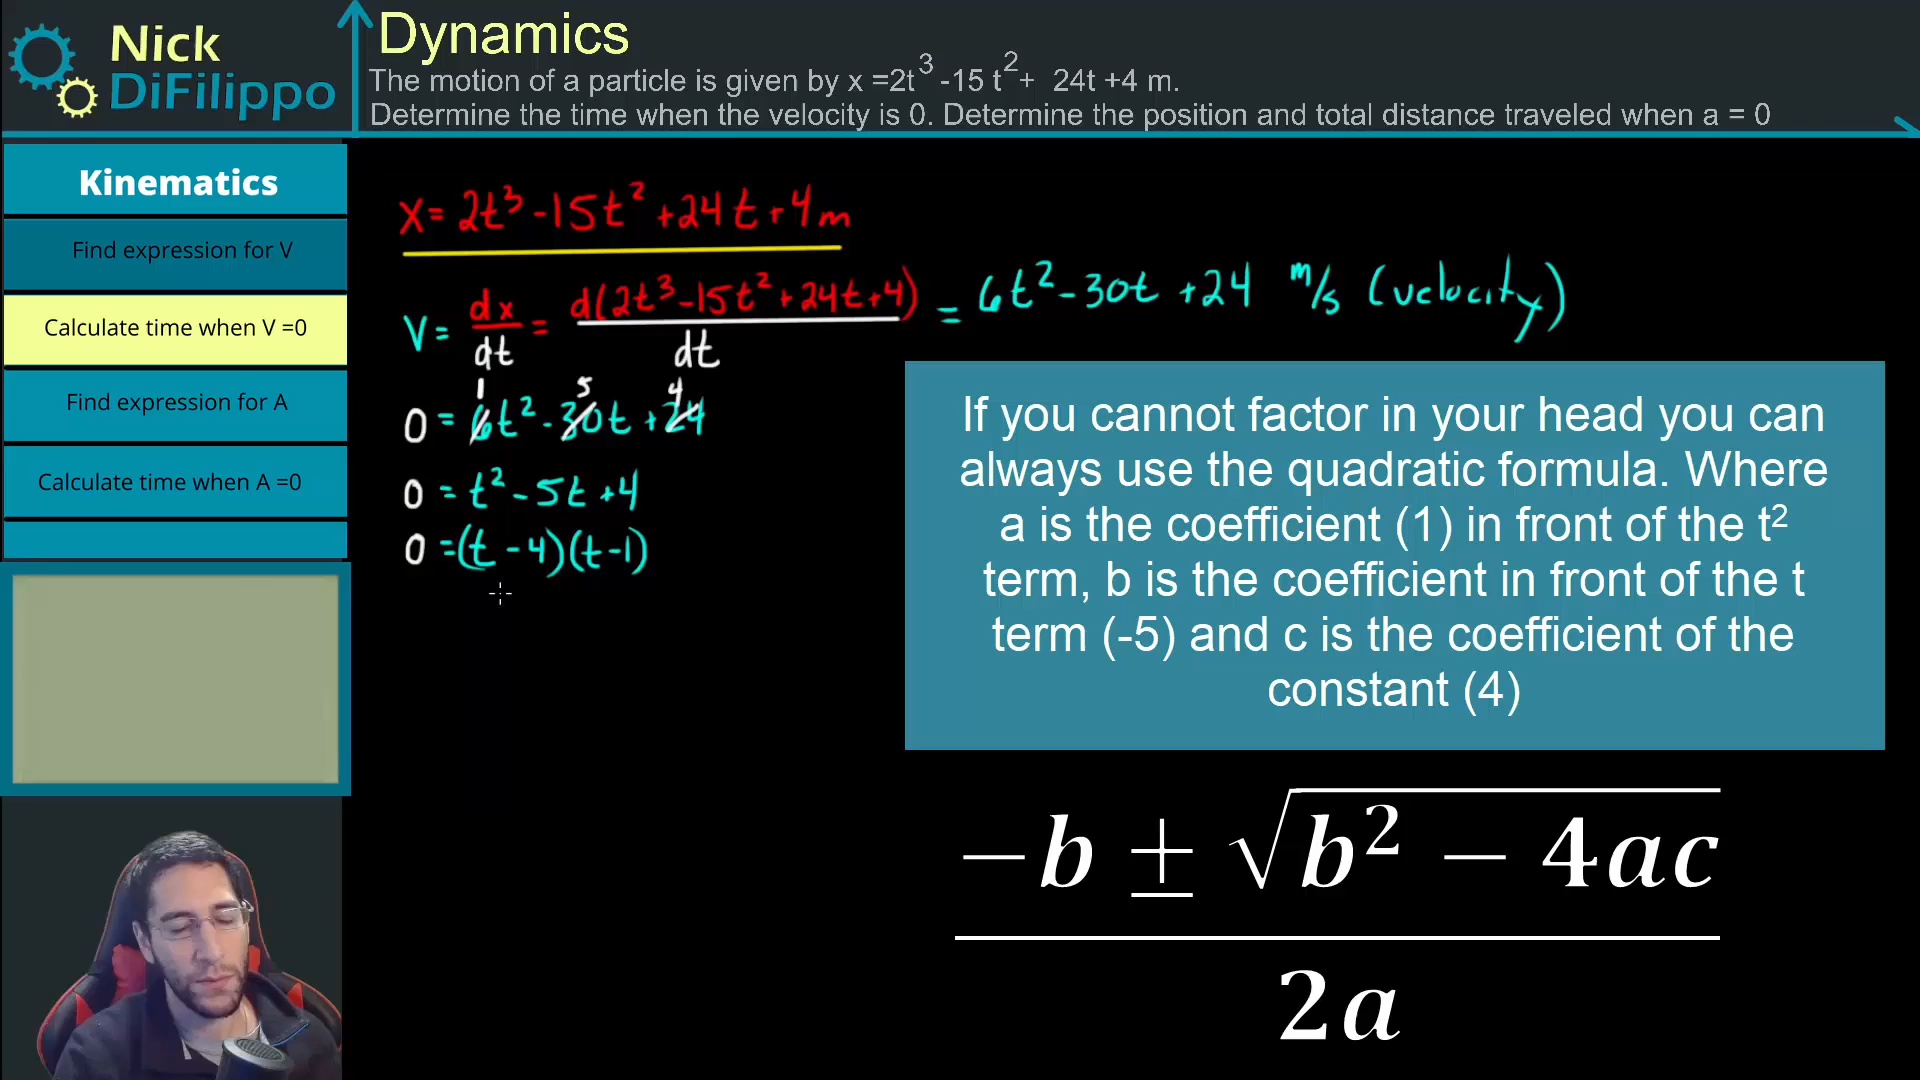 Nick
DiFilippo
Dynamics
The motion of a particle is given by x =2t³ -15 t²+ 24t +4 m.
Determine the time when the velocity is 0. Determine the position and total distance traveled when a = 0
Kinematics
Find expression for V
Calculate time when V =0
Find expression for A
Calculate time when A =0
x = 2t³ -15t² +24t +4m
V = dx/dt = d(2t³ -15t² +24t +4)/dt = 6t² -30t +24 m/s (velocity)
1 5 4
0 = 6t² -30t +24
0 = t² -5t +4
0 =(t -4)(t -1)
If you cannot factor in your head you can
always use the quadratic formula. Where
a is the coefficient (1) in front of the t²
term, b is the coefficient in front of the t
term (-5) and c is the coefficient of the
constant (4)
−b ± √b² − 4ac
2a